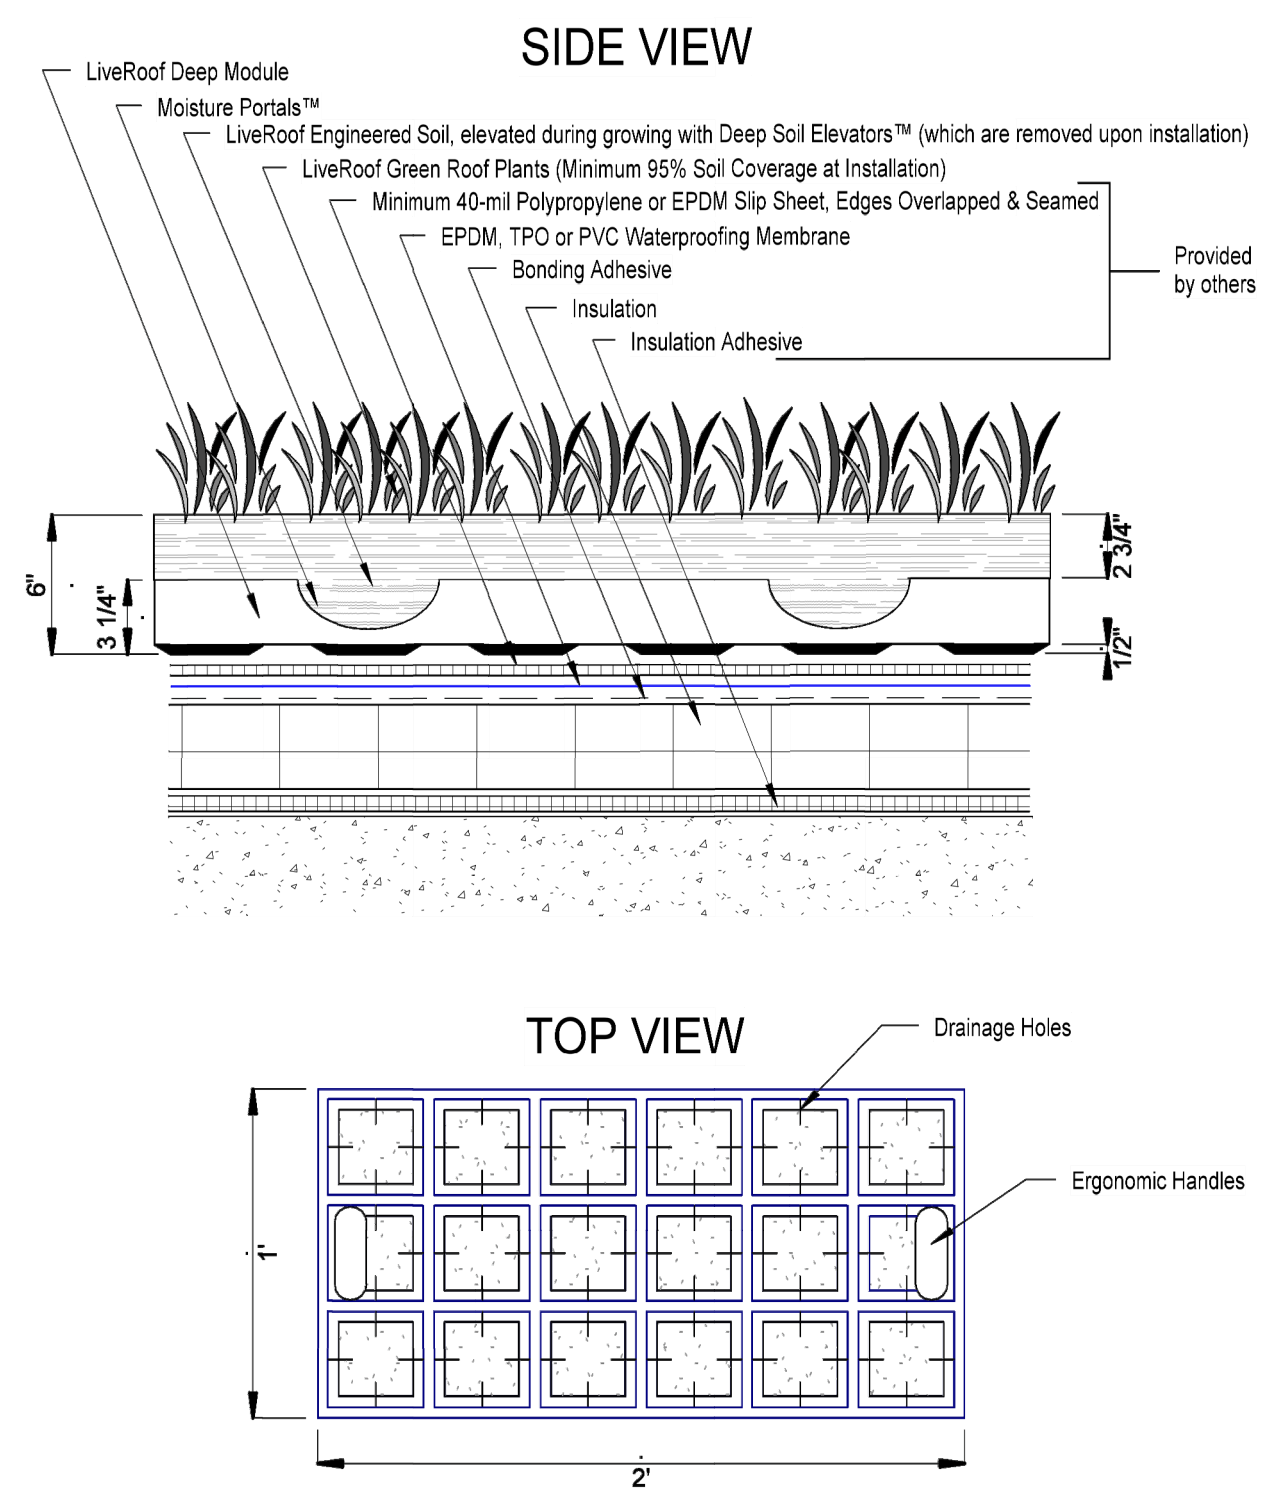 SIDE VIEW
LiveRoof Deep Module
Moisture Portals™
LiveRoof Engineered Soil, elevated during growing with Deep Soil Elevators™ (which are removed upon installation)
LiveRoof Green Roof Plants (Minimum 95% Soil Coverage at Installation)
Minimum 40-mil Polypropylene or EPDM Slip Sheet, Edges Overlapped & Seamed
EPDM, TPO or PVC Waterproofing Membrane
Bonding Adhesive
Insulation
Insulation Adhesive
Provided
by others
6"
3 1/4"
2 3/4"
1/2"
TOP VIEW
Drainage Holes
Ergonomic Handles
1'
2'